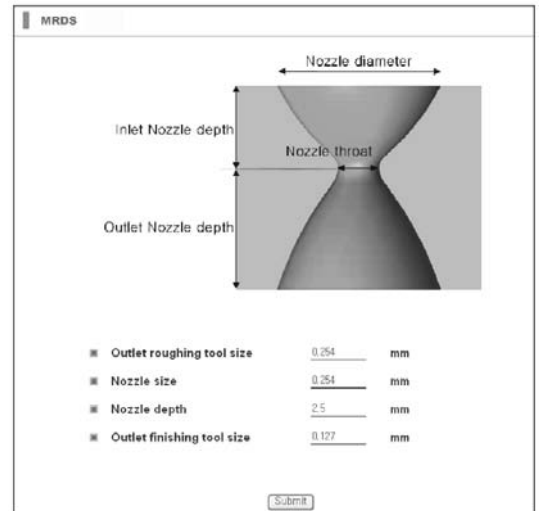 MRDS
Nozzle diameter
Inlet Nozzle depth
Nozzle throat
Outlet Nozzle depth
Outlet roughing tool size 0.254 mm
Nozzle size 0.254 mm
Nozzle depth 2.5 mm
Outlet finishing tool size 0.127 mm
Submit